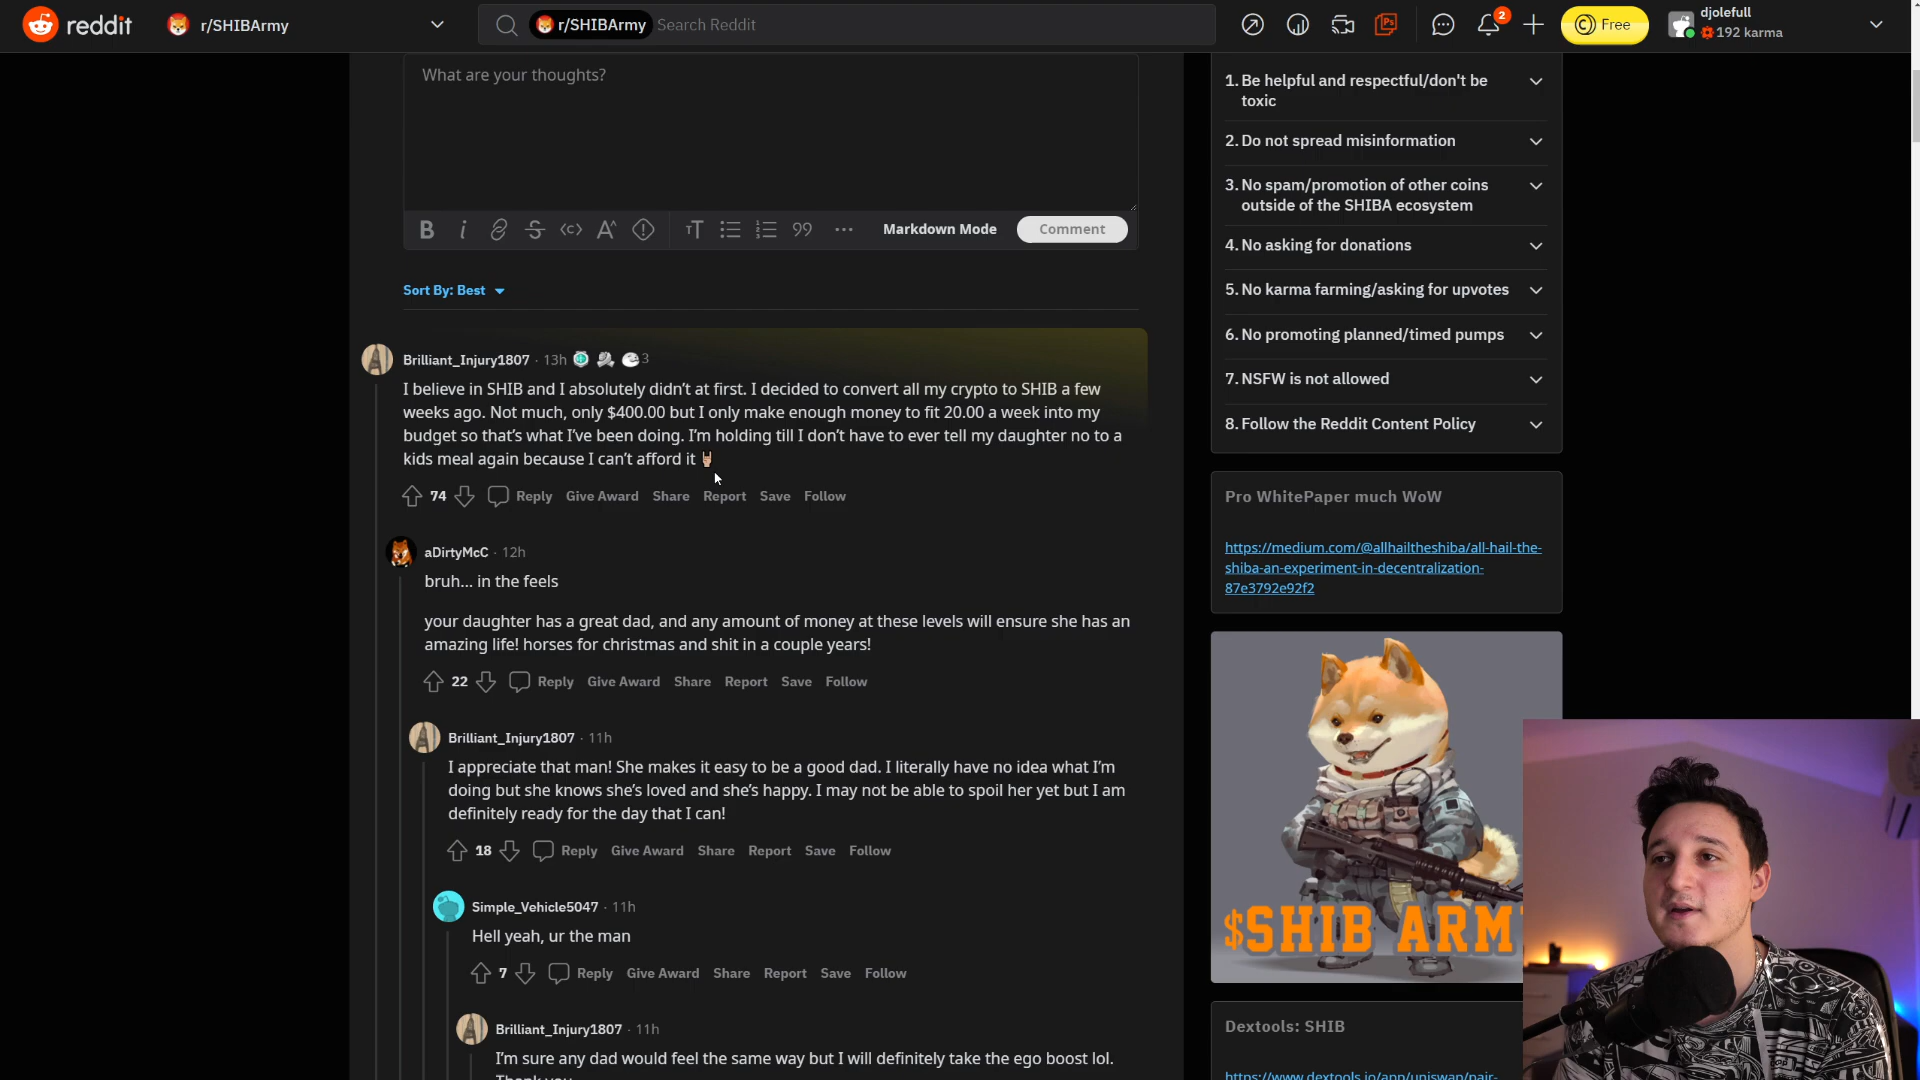 reddit
r/SHIBArmy
r/SHIBArmy Search Reddit
Ps
2
Free
djolefull
192 karma
What are your thoughts?
B i
Markdown Mode
Comment
Sort By: Best
Brilliant_Injury1807 · 13h 3
I believe in SHIB and I absolutely didn't at first. I decided to convert all my crypto to SHIB a few
weeks ago. Not much, only $400.00 but I only make enough money to fit 20.00 a week into my
budget so that's what I've been doing. I'm holding till I don't have to ever tell my daughter no to a
kids meal again because I can't afford it 🤘🏼
74 Reply Give Award Share Report Save Follow
aDirtyMcC · 12h
bruh... in the feels
your daughter has a great dad, and any amount of money at these levels will ensure she has an
amazing life! horses for christmas and shit in a couple years!
22 Reply Give Award Share Report Save Follow
Brilliant_Injury1807 · 11h
I appreciate that man! She makes it easy to be a good dad. I literally have no idea what I'm
doing but she knows she's loved and she's happy. I may not be able to spoil her yet but I am
definitely ready for the day that I can!
18 Reply Give Award Share Report Save Follow
Simple_Vehicle5047 · 11h
Hell yeah, ur the man
7 Reply Give Award Share Report Save Follow
Brilliant_Injury1807 · 11h
I'm sure any dad would feel the same way but I will definitely take the ego boost lol.
Thank you
1. Be helpful and respectful/don't be
toxic
2. Do not spread misinformation
3. No spam/promotion of other coins
outside of the SHIBA ecosystem
4. No asking for donations
5. No karma farming/asking for upvotes
6. No promoting planned/timed pumps
7. NSFW is not allowed
8. Follow the Reddit Content Policy
Pro WhitePaper much WoW
https://medium.com/@allhailtheshiba/all-hail-the-
shiba-an-experiment-in-decentralization-
87e3792e92f2
$SHIB ARM
Dextools: SHIB
https://www.dextools.io/app/uniswap/pair-